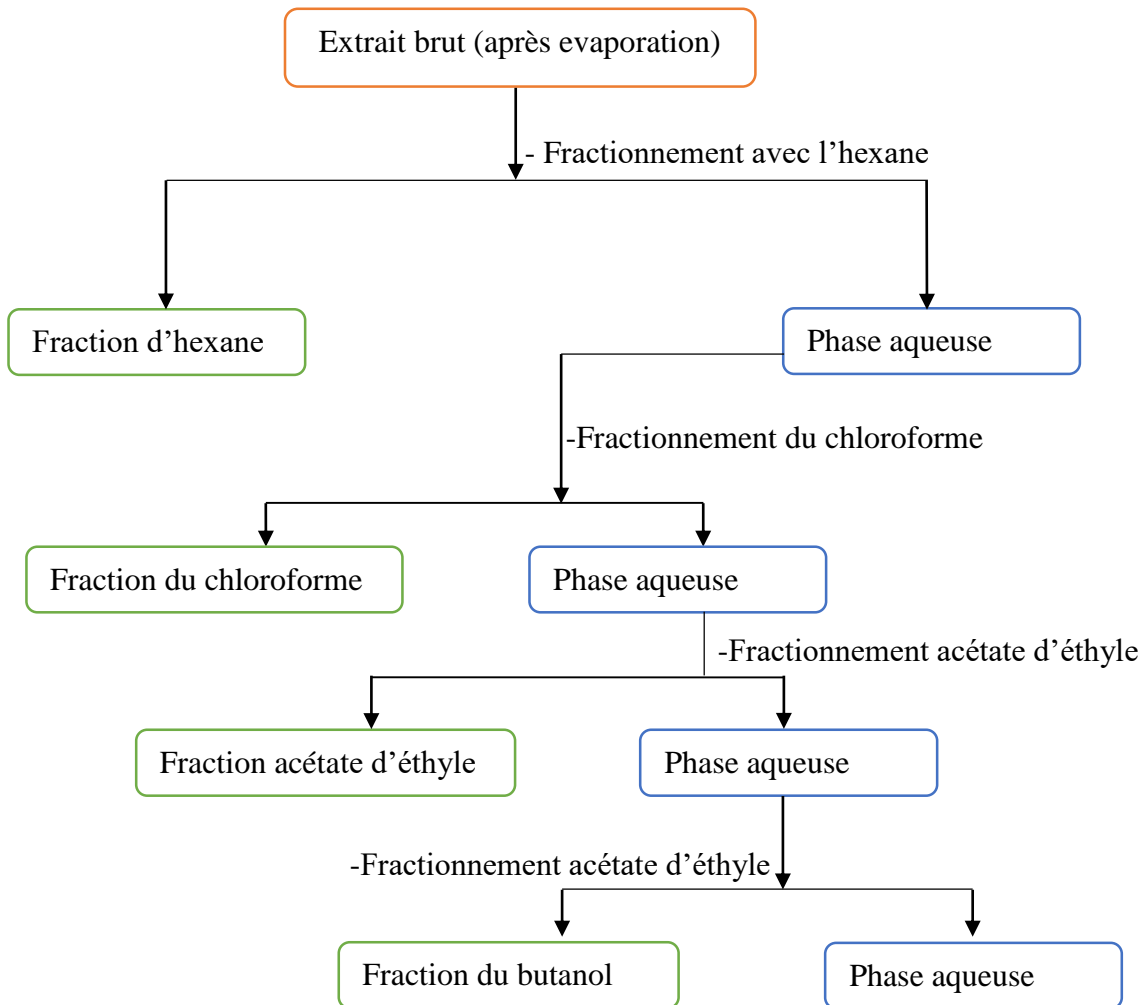 Extrait brut (après evaporation)
- Fractionnement avec l’hexane
Fraction d’hexane
Phase aqueuse
-Fractionnement du chloroforme
Fraction du chloroforme
Phase aqueuse
-Fractionnement acétate d’éthyle
Fraction acétate d’éthyle
Phase aqueuse
-Fractionnement acétate d’éthyle
Fraction du butanol
Phase aqueuse